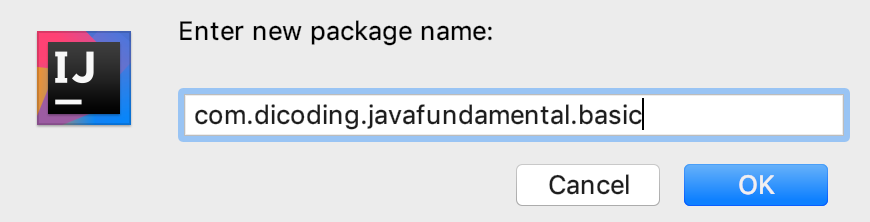 Enter new package name:
IJ
com.dicoding.javafundamental.basic
Cancel
OK